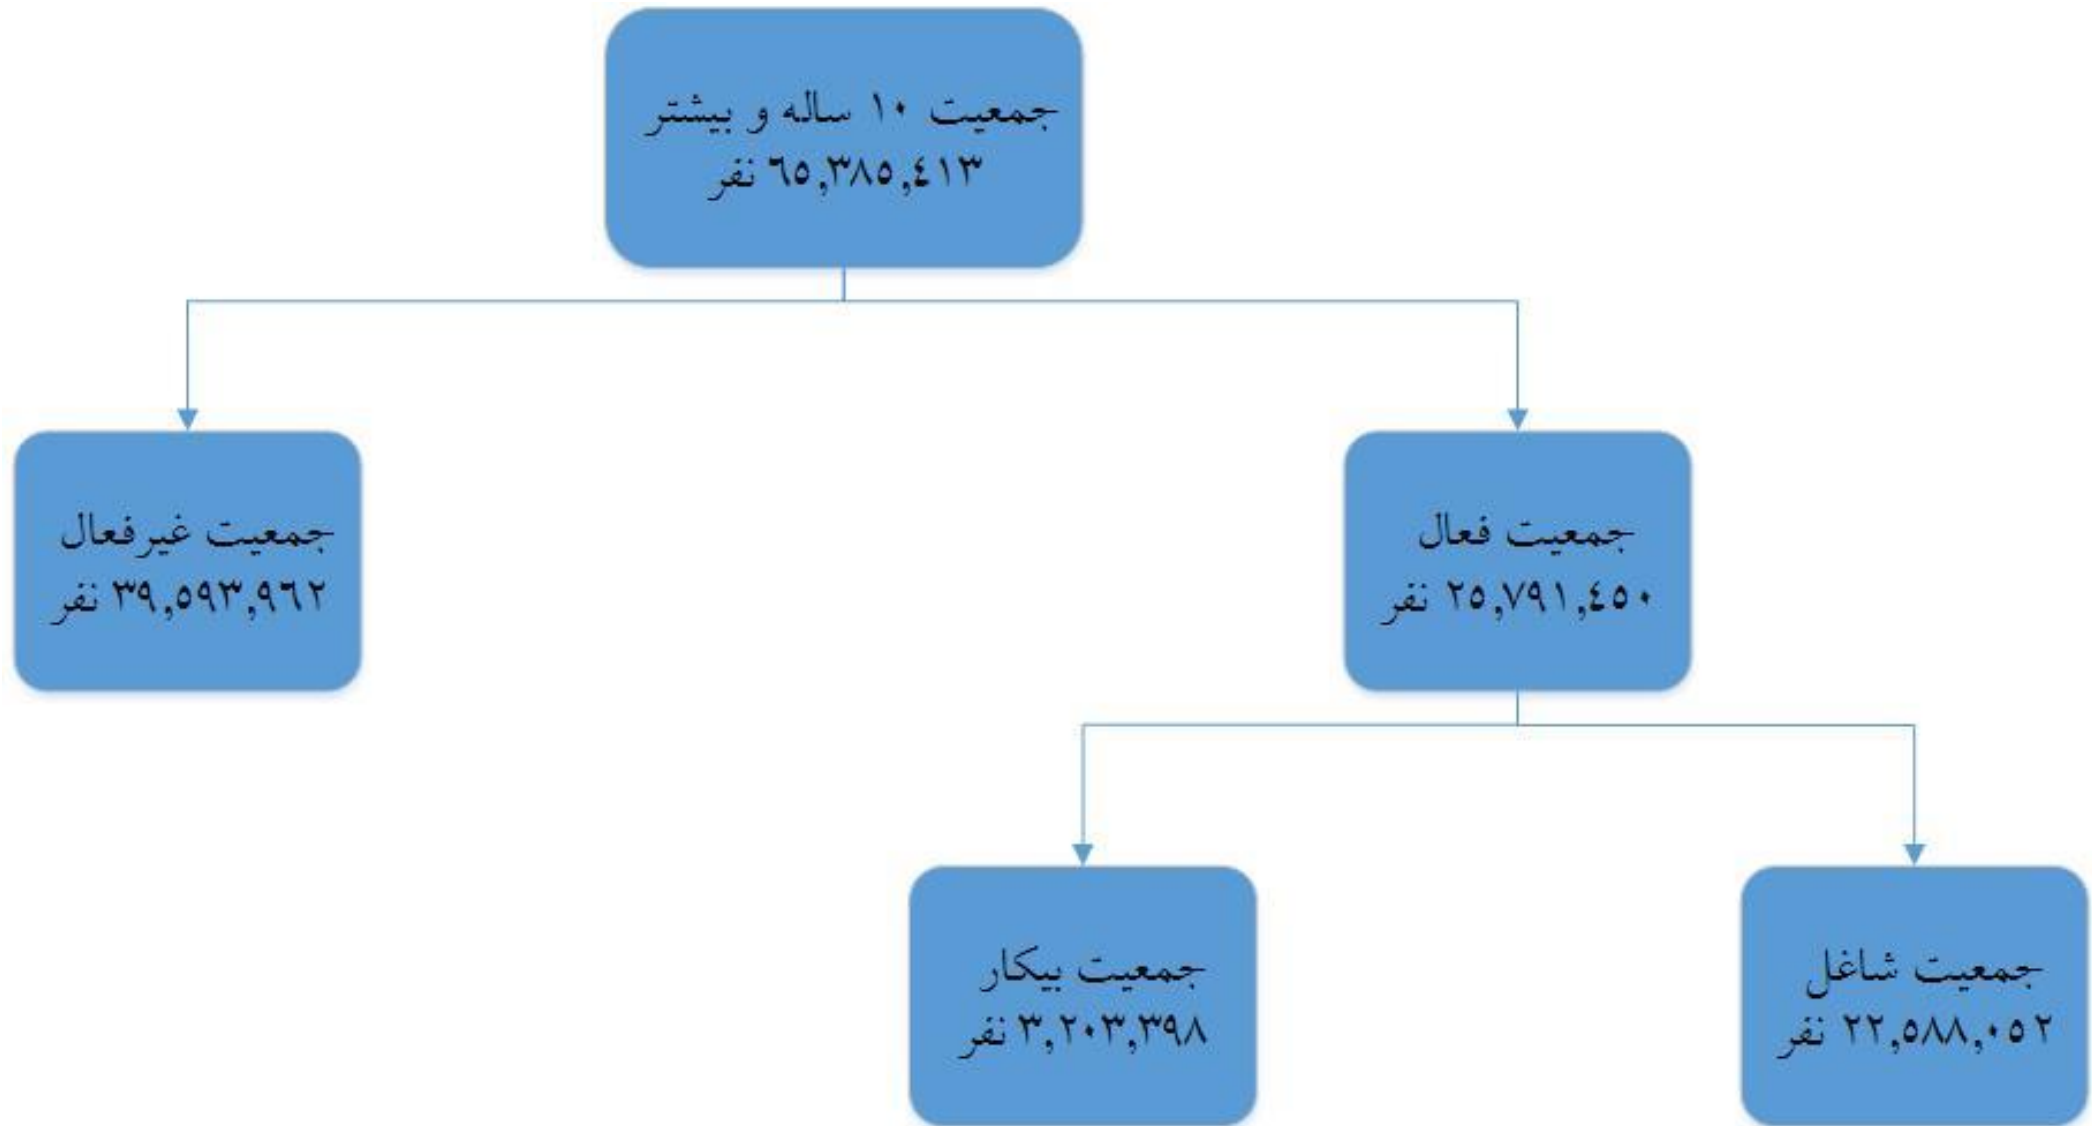 جمعیت ١٠ ساله و بیشتر
٦٥,٣٨٥,٤١٣ نفر
جمعیت فعال
٢٥,٧٩١,٤٥٠ نفر
جمعیت غیرفعال
٣٩,٥٩٣,٩٦٢ نفر
جمعیت شاغل
٢٢,٥٨٨,٠٥٢ نفر
جمعیت بیکار
٣,٢٠٣,٣٩٨ نفر